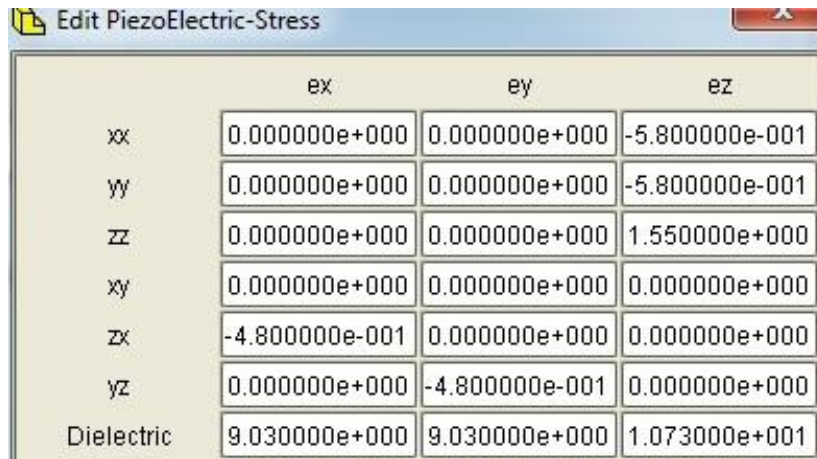 Edit PiezoElectric-Stress
ex ey ez
xx 0.000000e+000 0.000000e+000 -5.800000e-001
yy 0.000000e+000 0.000000e+000 -5.800000e-001
zz 0.000000e+000 0.000000e+000 1.550000e+000
xy 0.000000e+000 0.000000e+000 0.000000e+000
zx -4.800000e-001 0.000000e+000 0.000000e+000
yz 0.000000e+000 -4.800000e-001 0.000000e+000
Dielectric 9.030000e+000 9.030000e+000 1.073000e+001